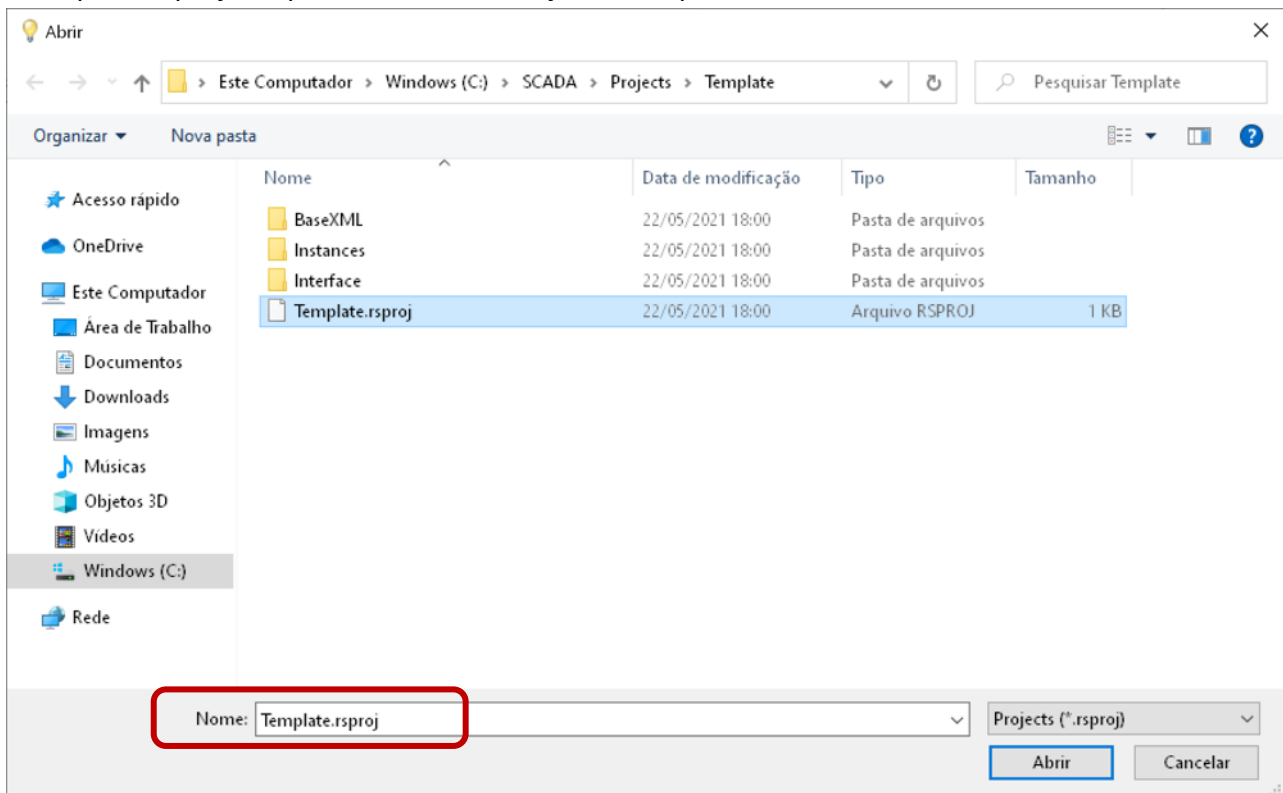 Abrir
Este Computador > Windows (C:) > SCADA > Projects > Template
Pesquisar Template
Organizar
Nova pasta
Nome
Data de modificação
Tipo
Tamanho
Acesso rápido
OneDrive
Este Computador
Área de Trabalho
Documentos
Downloads
Imagens
Músicas
Objetos 3D
Vídeos
Windows (C:)
Rede
BaseXML 22/05/2021 18:00 Pasta de arquivos
Instances 22/05/2021 18:00 Pasta de arquivos
Interface 22/05/2021 18:00 Pasta de arquivos
Template.rsproj 22/05/2021 18:00 Arquivo RSPROJ 1 KB
Nome: Template.rsproj
Projects (*.rsproj)
Abrir
Cancelar